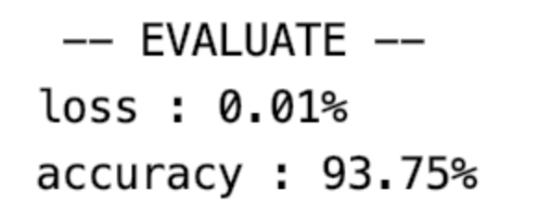 -- EVALUATE --
loss : 0.01%
accuracy : 93.75%